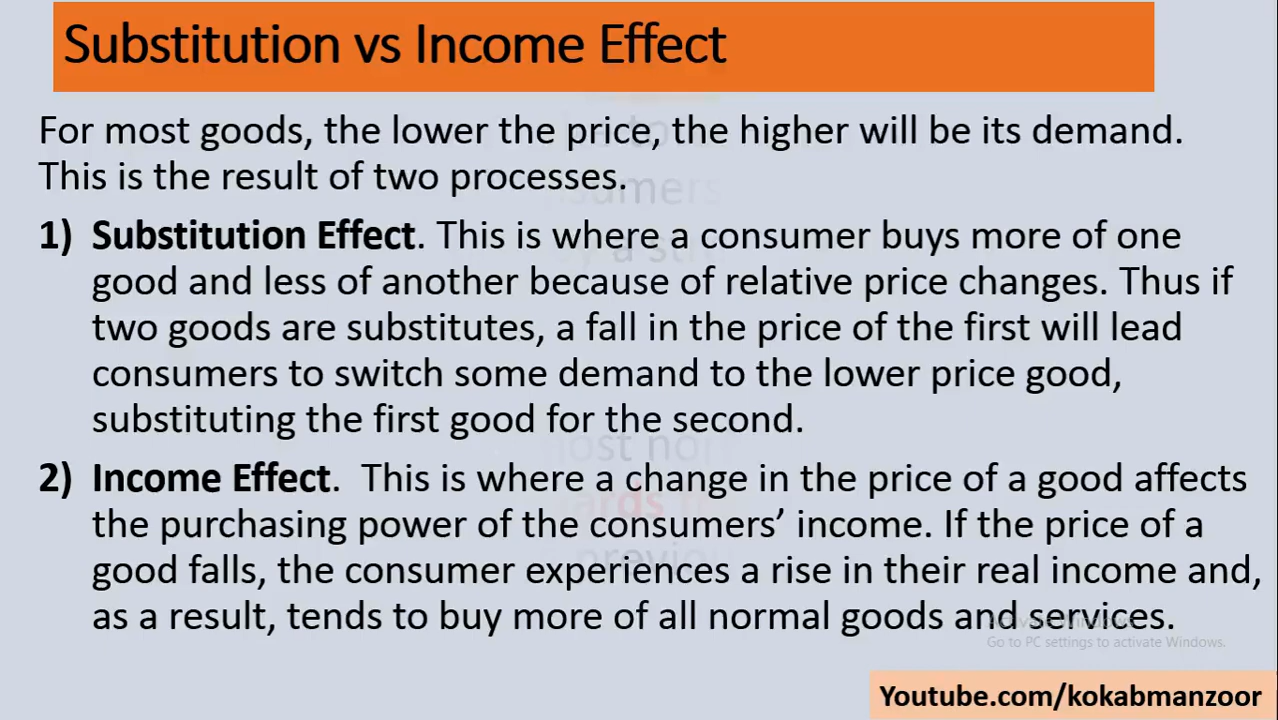 Substitution vs Income Effect
For most goods, the lower the price, the higher will be its demand.
This is the result of two processes.
1) Substitution Effect. This is where a consumer buys more of one
good and less of another because of relative price changes. Thus if
two goods are substitutes, a fall in the price of the first will lead
consumers to switch some demand to the lower price good,
substituting the first good for the second.
2) Income Effect. This is where a change in the price of a good affects
the purchasing power of the consumers’ income. If the price of a
good falls, the consumer experiences a rise in their real income and,
as a result, tends to buy more of all normal goods and services.
Activate Windows
Go to PC settings to activate Windows.
Youtube.com/kokabmanzoor